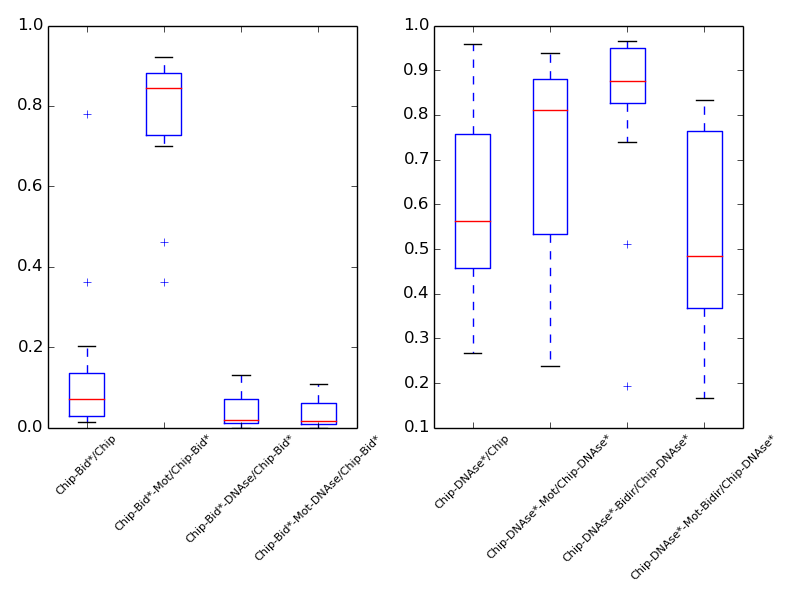 1.0
0.8
0.6
0.4
0.2
0.0
Chip-Bid*/Chip
Chip-Bid*-Mot/Chip-Bid*
Chip-Bid*-DNAse/Chip-Bid*
Chip-Bid*-Mot-DNAse/Chip-Bid*
1.0
0.9
0.8
0.7
0.6
0.5
0.4
0.3
0.2
0.1
Chip-DNAse*/Chip
Chip-DNAse*-Mot/Chip-DNAse*
Chip-DNAse*-Bidir/Chip-DNAse*
Chip-DNAse*-Mot-Bidir/Chip-DNAse*